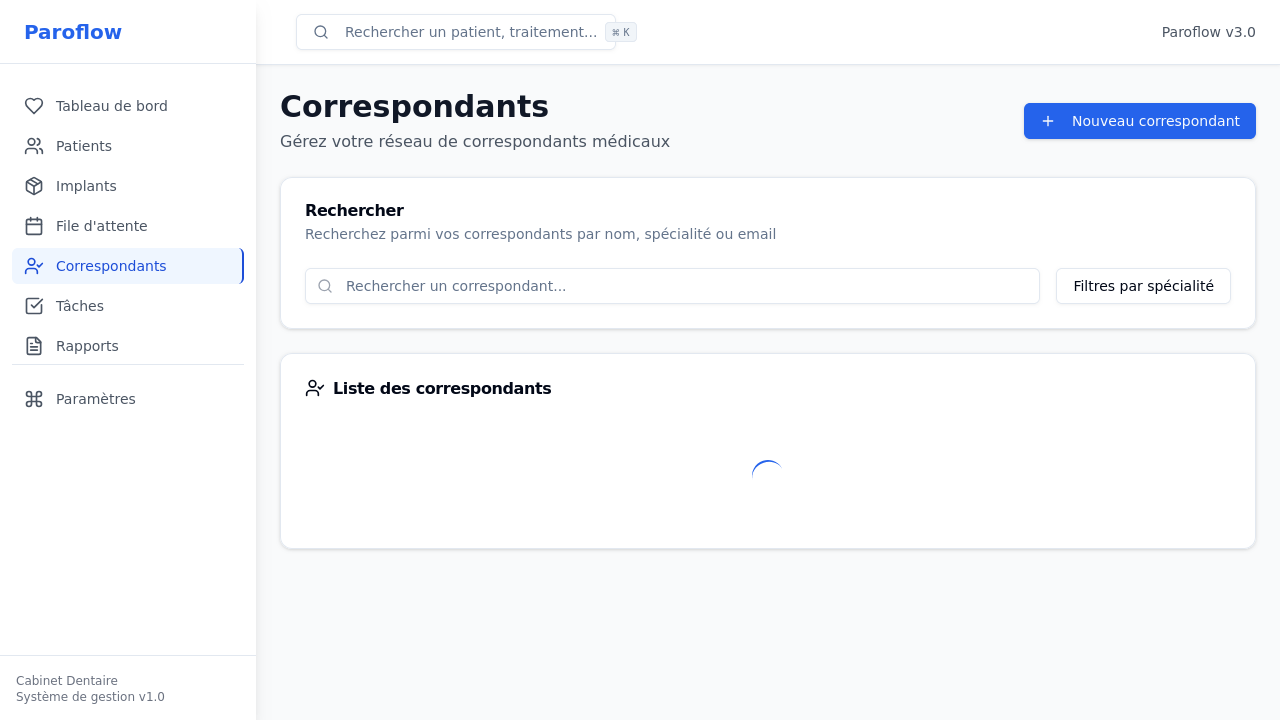 Paroflow
Rechercher un patient, traitement...
⌘ K
Paroflow v3.0
Tableau de bord
Patients
Implants
File d'attente
Correspondants
Tâches
Rapports
Paramètres
Cabinet Dentaire
Système de gestion v1.0
Correspondants
Gérez votre réseau de correspondants médicaux
Nouveau correspondant
Rechercher
Recherchez parmi vos correspondants par nom, spécialité ou email
Rechercher un correspondant...
Filtres par spécialité
Liste des correspondants